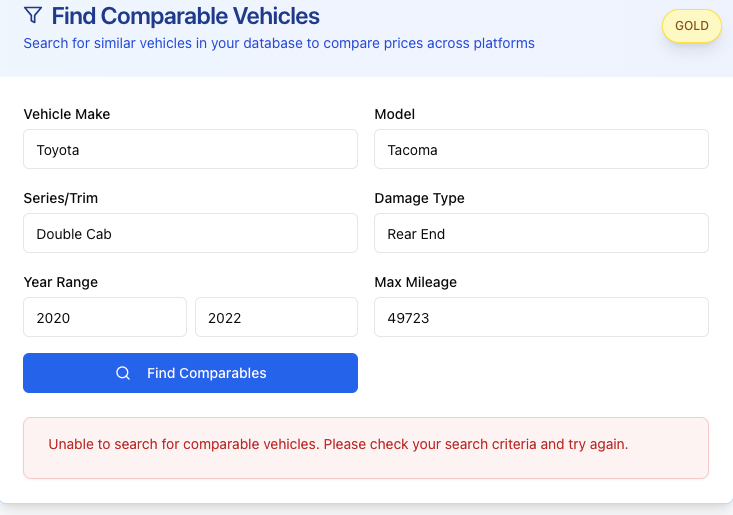 Find Comparable Vehicles
Search for similar vehicles in your database to compare prices across platforms
GOLD
Vehicle Make
Model
Toyota
Tacoma
Series/Trim
Damage Type
Double Cab
Rear End
Year Range
Max Mileage
2020
2022
49723
Find Comparables
Unable to search for comparable vehicles. Please check your search criteria and try again.